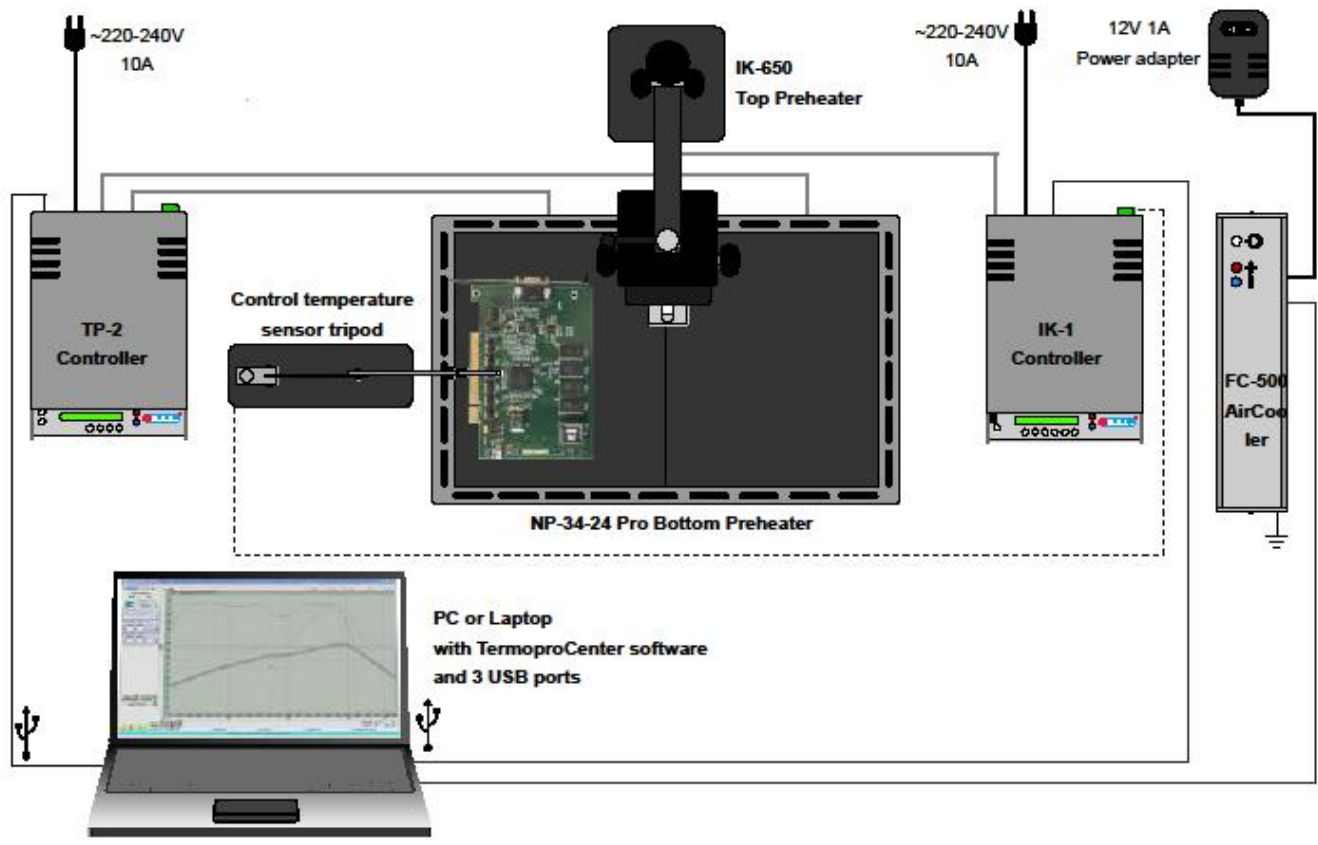 ~220-240V
10A
IK-650
Top Preheater
~220-240V
10A
12V 1A
Power adapter
Control temperature
sensor tripod
TP-2
Controller
IK-1
Controller
FC-500
AirCoo
ler
NP-34-24 Pro Bottom Preheater
PC or Laptop
with TermoproCenter software
and 3 USB ports